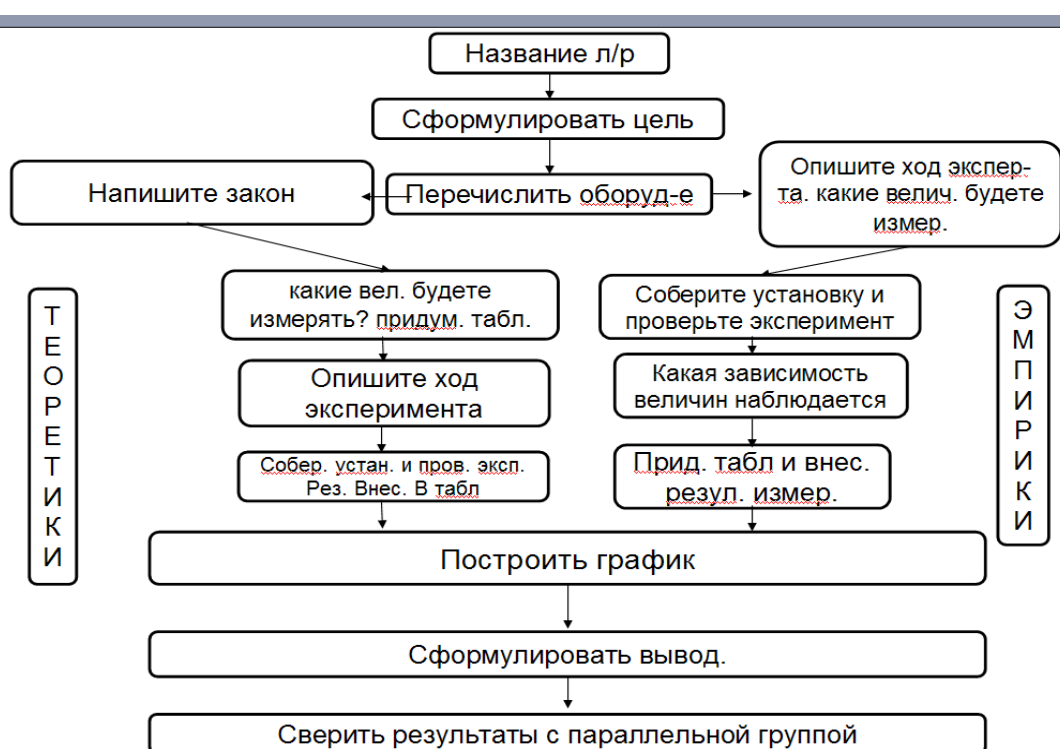 Название л/р
Сформулировать цель
Напишите закон
Перечислить оборуд-е
Опишите ход экспер-
та. какие велич. будете
измер.
ТЕОРЕТИКИ
какие вел. будете
измерять? придум. табл.
Соберите установку и
проверьте эксперимент
ЭМПИРИКИ
Опишите ход
эксперимента
Какая зависимость
величин наблюдается
Собер. устан. и пров. эксп.
Рез. Внес. В табл
Прид. табл и внес.
резул. измер.
Построить график
Сформулировать вывод.
Сверить результаты с параллельной группой